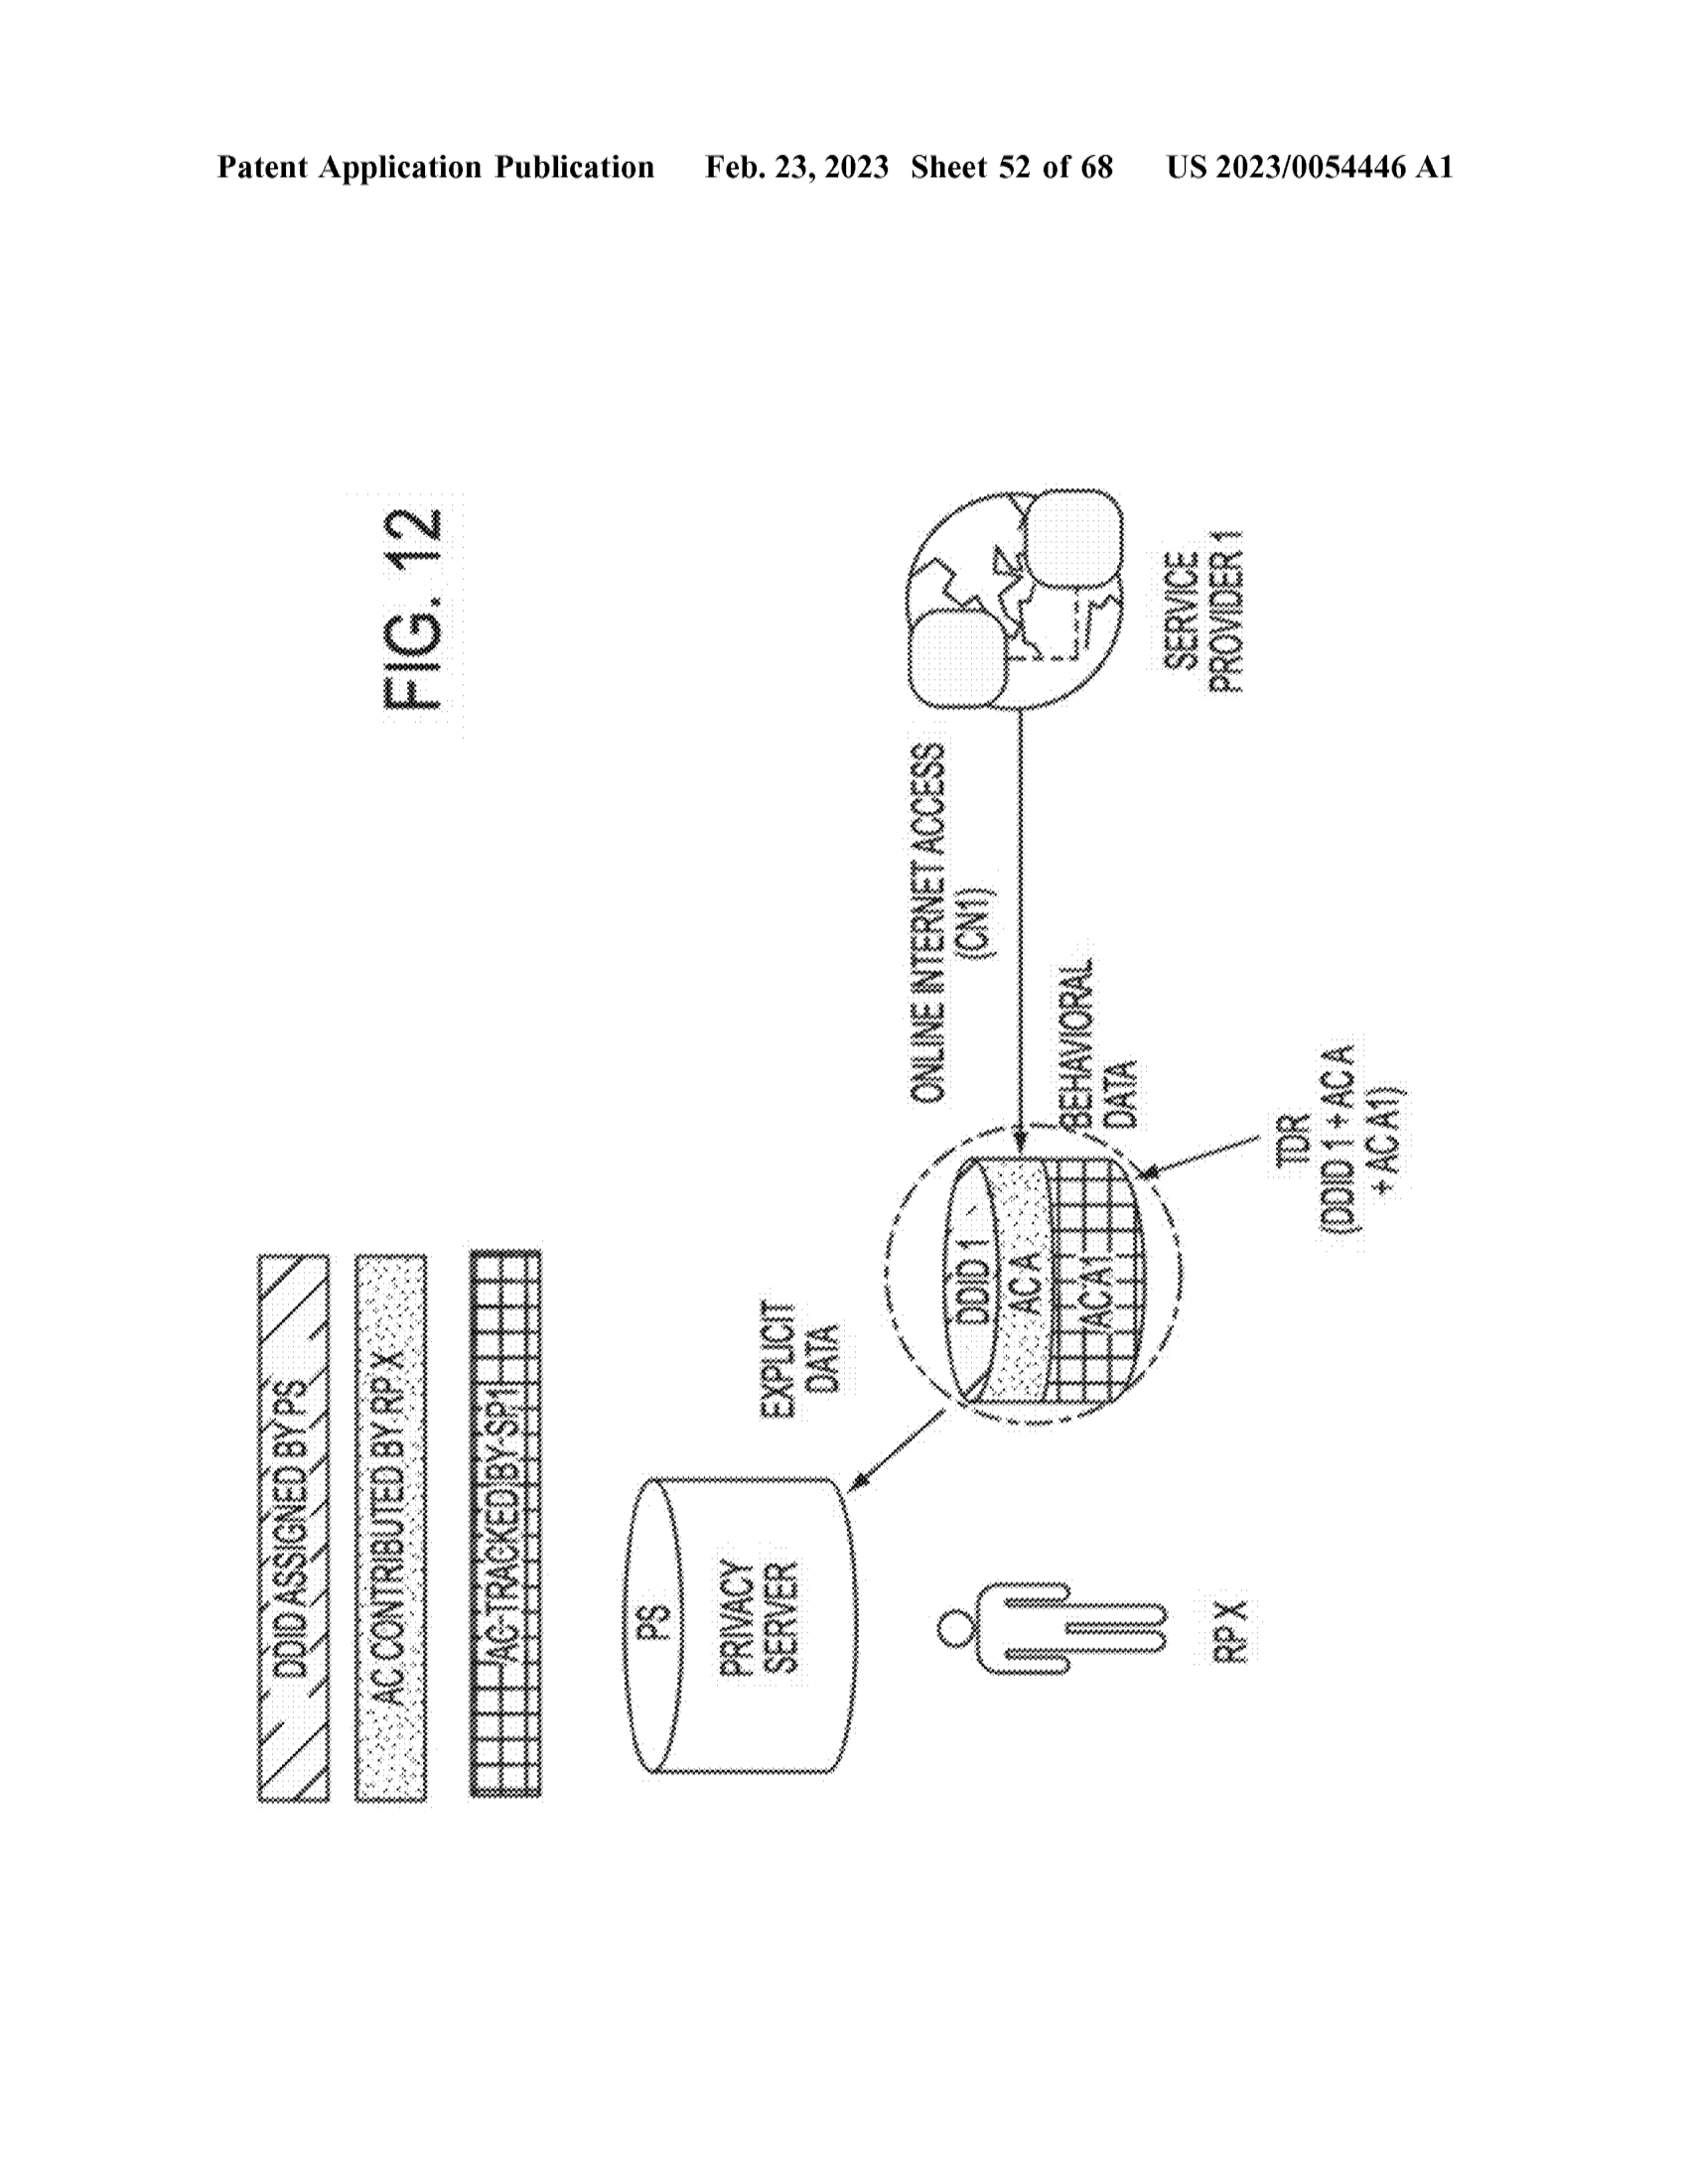 Patent Application Publication Feb. 23, 2023 Sheet 52 of 68 US 2023/0054446 A1
FIG. 12
DDID ASSIGNED BY PS
AC CONTRIBUTED BY RP X
AC TRACKED BY SP1
PS
PRIVACY
SERVER
EXPLICIT
DATA
ONLINE INTERNET ACCESS
(CN1)
DDID 1
AC A
ACA1
BEHAVIORAL
DATA
SERVICE
PROVIDER 1
RP X
TDR
(DDID 1 + AC A
+ AC A1)